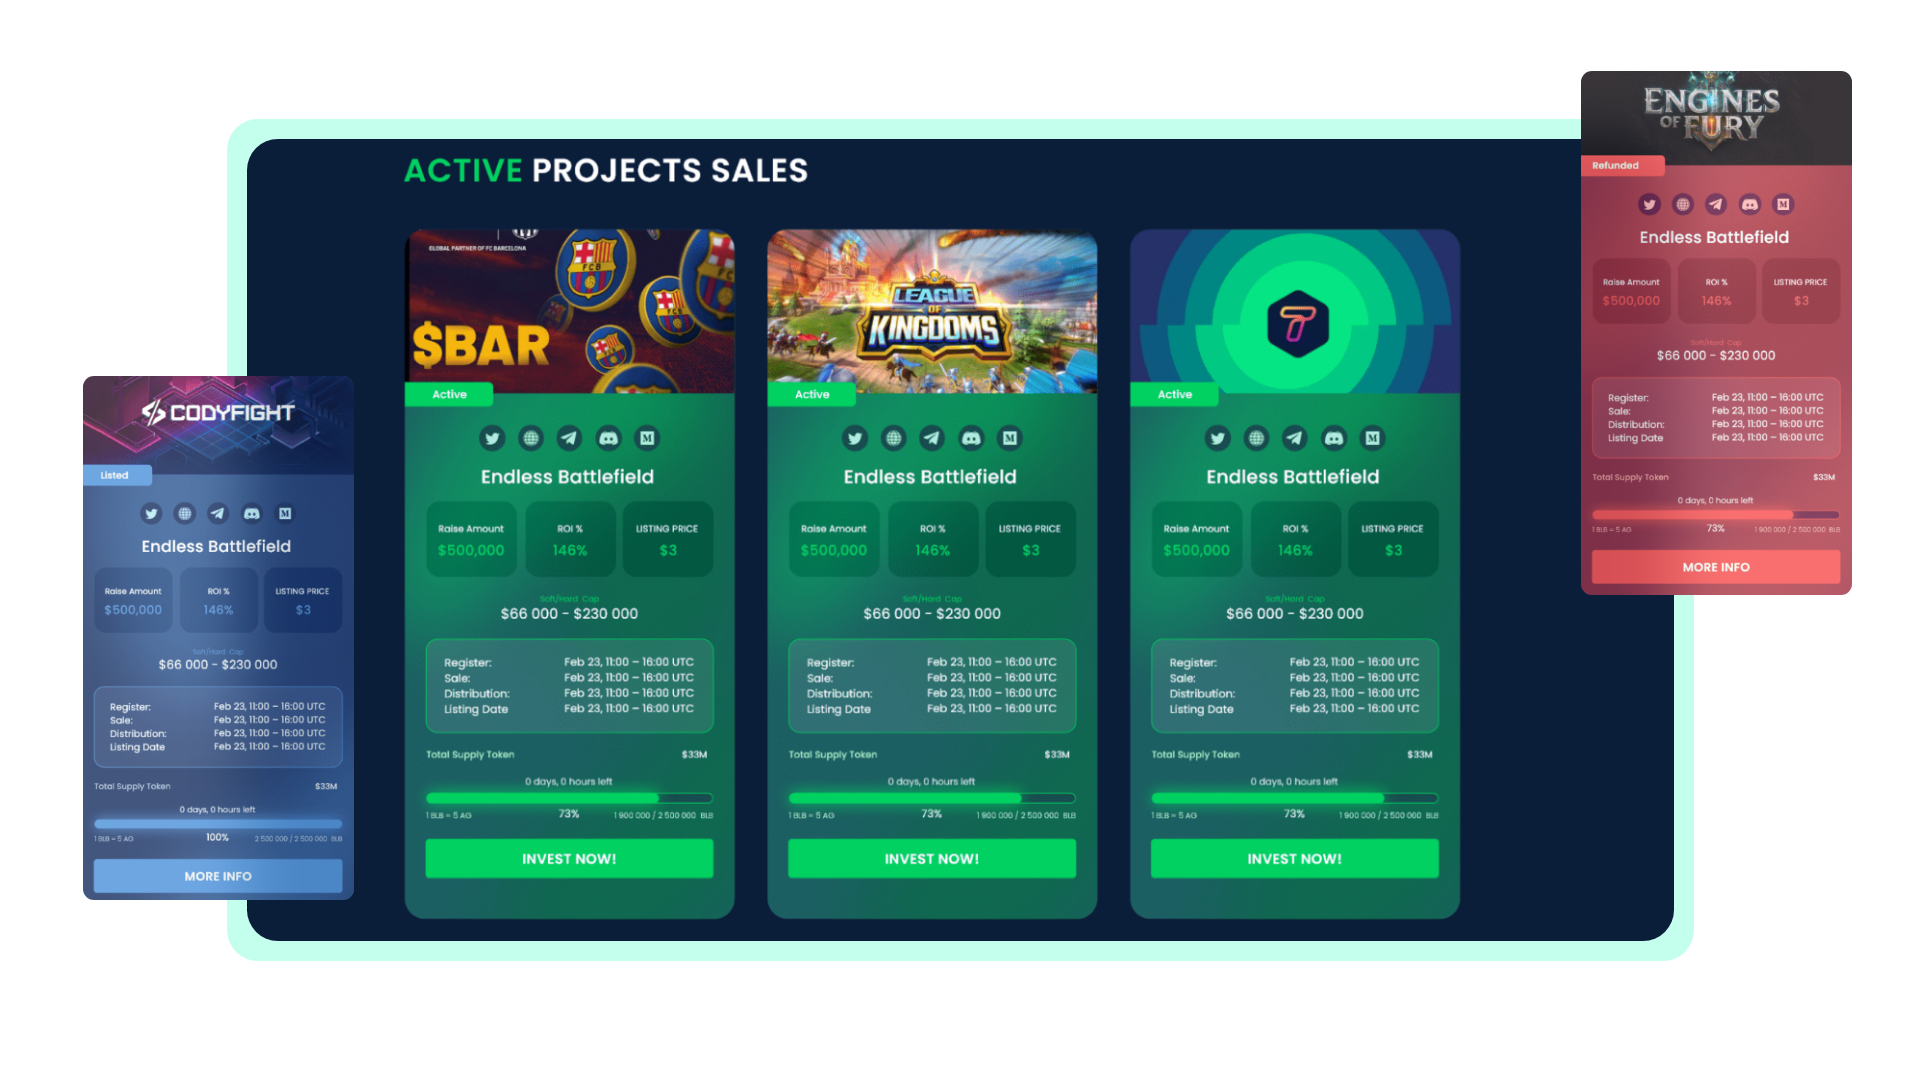 ACTIVE PROJECTS SALES
GLOBAL PARTNER OF FC BARCELONA
FCB
FCB
$BAR
Active
Endless Battlefield
Raise Amount ROI % LISTING PRICE
$500,000 146% $3
Soft/Hard Cap
$66 000 - $230 000
Register: Feb 23, 11:00 – 16:00 UTC
Sale: Feb 23, 11:00 – 16:00 UTC
Distribution: Feb 23, 11:00 – 16:00 UTC
Listing Date Feb 23, 11:00 – 16:00 UTC
Total Supply Token $33M
0 days, 0 hours left
1 BLB = 5 AG 73% 1 900 000 / 2 500 000 BLB
INVEST NOW!
LEAGUE
OF
KINGDOMS
Active
Endless Battlefield
Raise Amount ROI % LISTING PRICE
$500,000 146% $3
Soft/Hard Cap
$66 000 - $230 000
Register: Feb 23, 11:00 – 16:00 UTC
Sale: Feb 23, 11:00 – 16:00 UTC
Distribution: Feb 23, 11:00 – 16:00 UTC
Listing Date Feb 23, 11:00 – 16:00 UTC
Total Supply Token $33M
0 days, 0 hours left
1 BLB = 5 AG 73% 1 900 000 / 2 500 000 BLB
INVEST NOW!
Active
Endless Battlefield
Raise Amount ROI % LISTING PRICE
$500,000 146% $3
Soft/Hard Cap
$66 000 - $230 000
Register: Feb 23, 11:00 – 16:00 UTC
Sale: Feb 23, 11:00 – 16:00 UTC
Distribution: Feb 23, 11:00 – 16:00 UTC
Listing Date Feb 23, 11:00 – 16:00 UTC
Total Supply Token $33M
0 days, 0 hours left
1 BLB = 5 AG 73% 1 900 000 / 2 500 000 BLB
INVEST NOW!
CODYFIGHT
Listed
Endless Battlefield
Raise Amount ROI % LISTING PRICE
$500,000 146% $3
Soft/Hard Cap
$66 000 - $230 000
Register: Feb 23, 11:00 – 16:00 UTC
Sale: Feb 23, 11:00 – 16:00 UTC
Distribution: Feb 23, 11:00 – 16:00 UTC
Listing Date Feb 23, 11:00 – 16:00 UTC
Total Supply Token $33M
0 days, 0 hours left
1 BLB = 5 AG 100% 2 500 000 / 2 500 000 BLB
MORE INFO
ENGINES
OF FURY
Refunded
Endless Battlefield
Raise Amount ROI % LISTING PRICE
$500,000 146% $3
Soft/Hard Cap
$66 000 - $230 000
Register: Feb 23, 11:00 – 16:00 UTC
Sale: Feb 23, 11:00 – 16:00 UTC
Distribution: Feb 23, 11:00 – 16:00 UTC
Listing Date Feb 23, 11:00 – 16:00 UTC
Total Supply Token $33M
0 days, 0 hours left
1 BLB = 5 AG 73% 1 900 000 / 2 500 000 BLB
MORE INFO